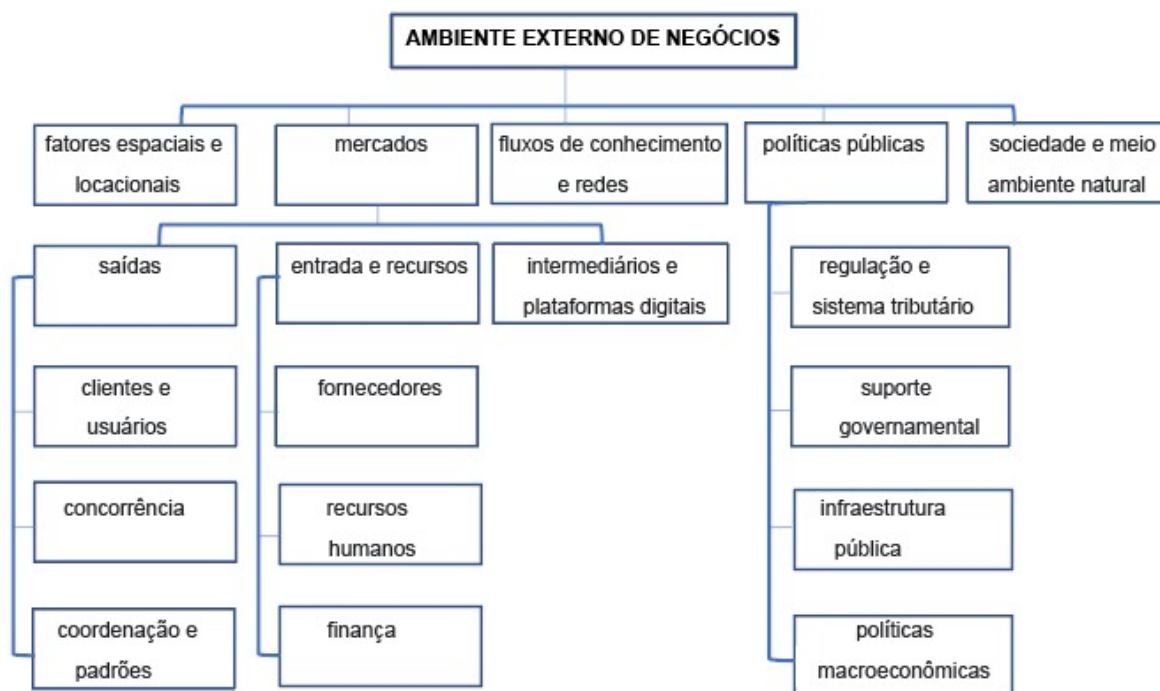 AMBIENTE EXTERNO DE NEGÓCIOS
fatores espaciais e
locacionais
mercados
fluxos de conhecimento
e redes
políticas públicas
sociedade e meio
ambiente natural
saídas
entrada e recursos
intermediários e
plataformas digitais
regulação e
sistema tributário
clientes e
usuários
fornecedores
suporte
governamental
concorrência
recursos
humanos
infraestrutura
pública
coordenação e
padrões
finança
políticas
macroeconômicas